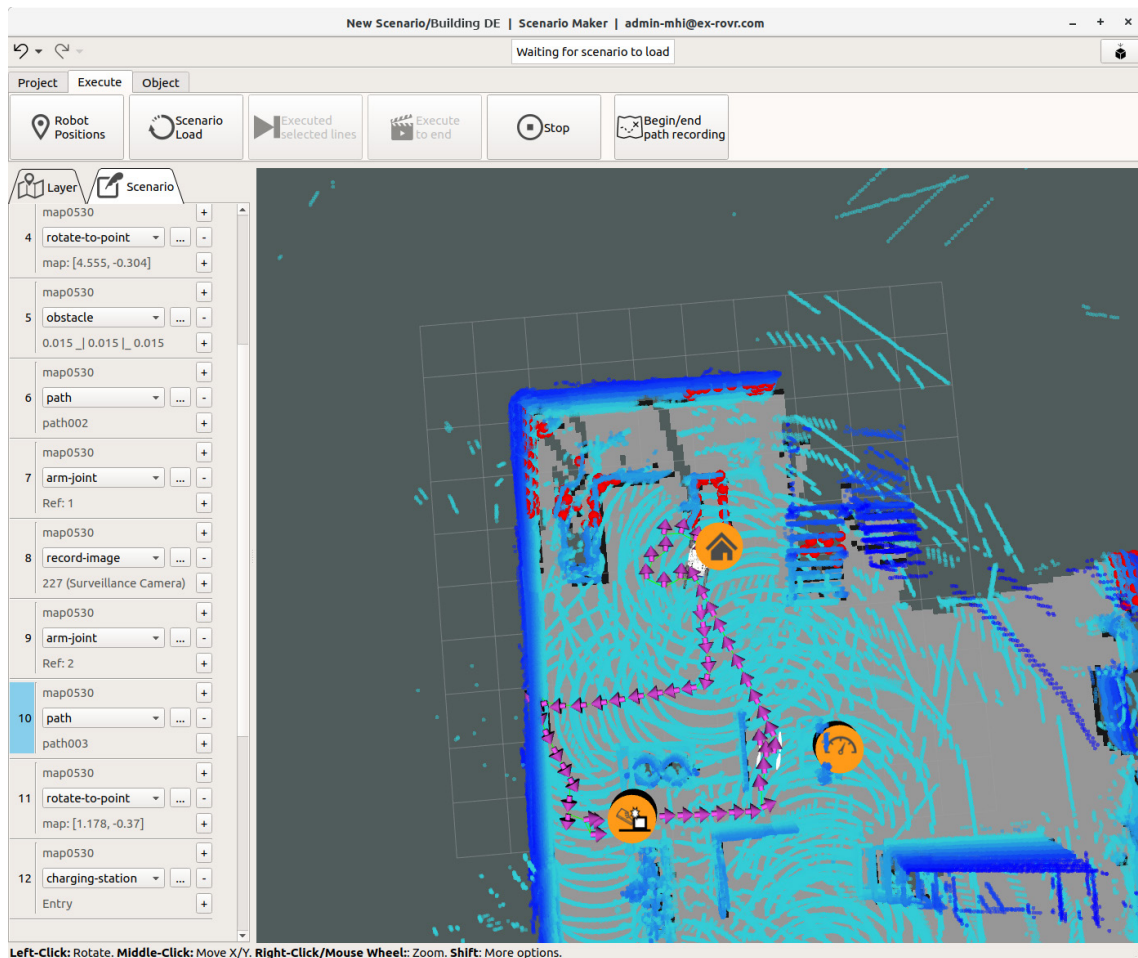 New Scenario/Building DE | Scenario Maker | admin-mhi@ex-rovr.com
Waiting for scenario to load
Project Execute Object
Robot Positions
Scenario Load
Executed selected lines
Execute to end
Stop
Begin/end path recording
Layer Scenario
map0530 +
4 rotate-to-point ... -
map: [4.555, -0.304] +
map0530 +
5 obstacle ... -
0.015 _| 0.015 |_ 0.015 +
map0530 +
6 path ... -
path002 +
map0530 +
7 arm-joint ... -
Ref: 1 +
map0530 +
8 record-image ... -
227 (Surveillance Camera) +
map0530 +
9 arm-joint ... -
Ref: 2 +
map0530 +
10 path ... -
path003 +
map0530 +
11 rotate-to-point ... -
map: [1.178, -0.37] +
map0530 +
12 charging-station ... -
Entry +
Left-Click: Rotate. Middle-Click: Move X/Y. Right-Click/Mouse Wheel:: Zoom. Shift: More options.